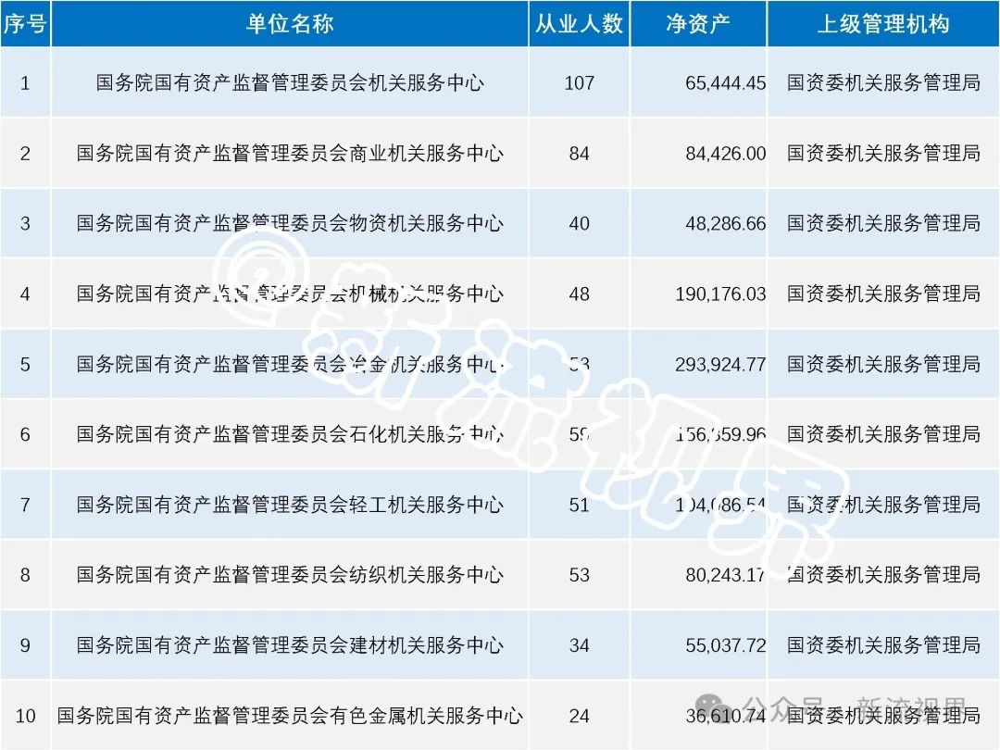 序号 单位名称 从业人数 净资产 上级管理机构
1 国务院国有资产监督管理委员会机关服务中心 107 65,444.45 国资委机关服务管理局
2 国务院国有资产监督管理委员会商业机关服务中心 84 84,426.00 国资委机关服务管理局
3 国务院国有资产监督管理委员会物资机关服务中心 40 48,286.66 国资委机关服务管理局
4 国务院国有资产监督管理委员会机械机关服务中心 48 190,176.03 国资委机关服务管理局
5 国务院国有资产监督管理委员会冶金机关服务中心 53 293,924.77 国资委机关服务管理局
6 国务院国有资产监督管理委员会石化机关服务中心 59 国资委机关服务管理局
7 国务院国有资产监督管理委员会轻工机关服务中心 51 国资委机关服务管理局
8 国务院国有资产监督管理委员会纺织机关服务中心 53 80,243.17 国资委机关服务管理局
9 国务院国有资产监督管理委员会建材机关服务中心 34 55,037.72 国资委机关服务管理局
10 国务院国有资产监督管理委员会有色金属机关服务中心 24 36,610.74 国资委机关服务管理局
@新流视界
公众号 · 新流视界